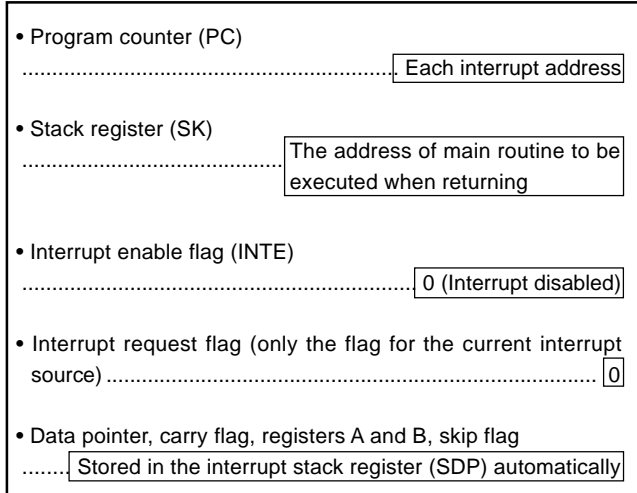 • Program counter (PC)
............................................................... Each interrupt address
• Stack register (SK)
............................................ The address of main routine to be
executed when returning
• Interrupt enable flag (INTE)
.................................................................. 0 (Interrupt disabled)
• Interrupt request flag (only the flag for the current interrupt
source) .................................................................................. 0
• Data pointer, carry flag, registers A and B, skip flag
........ Stored in the interrupt stack register (SDP) automatically